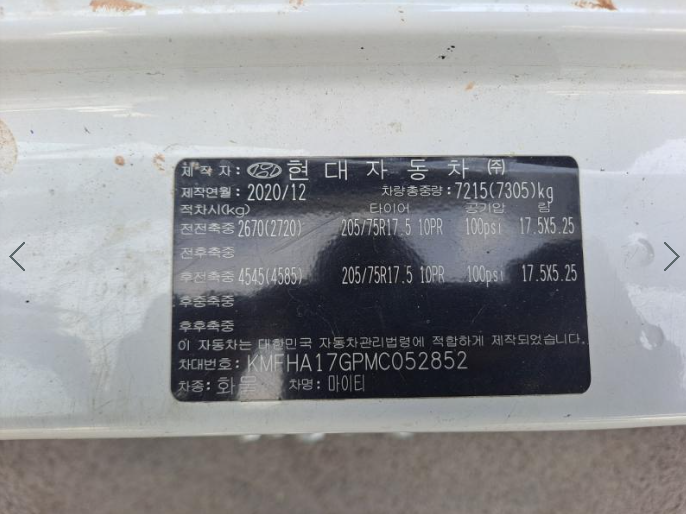 제작자: 현대자동차(주)
제작연월: 2020/12 차량총중량: 7215(7305)kg
적차시(kg) 타이어 공기압 림
전전축중 2670(2720) 205/75R17.5 10PR 100psi 17.5X5.25
전후축중
후전축중 4545(4585) 205/75R17.5 10PR 100psi 17.5X5.25
후중축중
후후축중
이 자동차는 대한민국 자동차관리법령에 적합하게 제작되었습니다.
차대번호: KMFHA17GPMC052852
차종: 화물 차명: 마이티